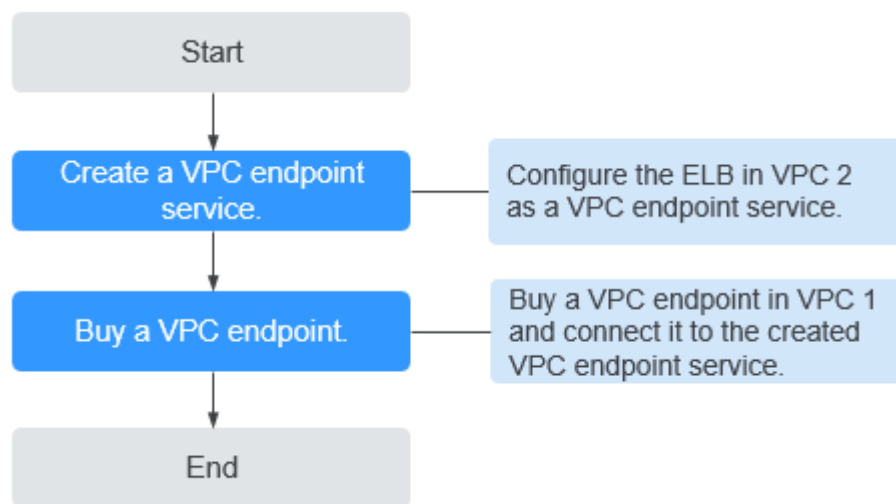 Start
Create a VPC endpoint
service.
Configure the ELB in VPC 2
as a VPC endpoint service.
Buy a VPC endpoint.
Buy a VPC endpoint in VPC 1
and connect it to the created
VPC endpoint service.
End